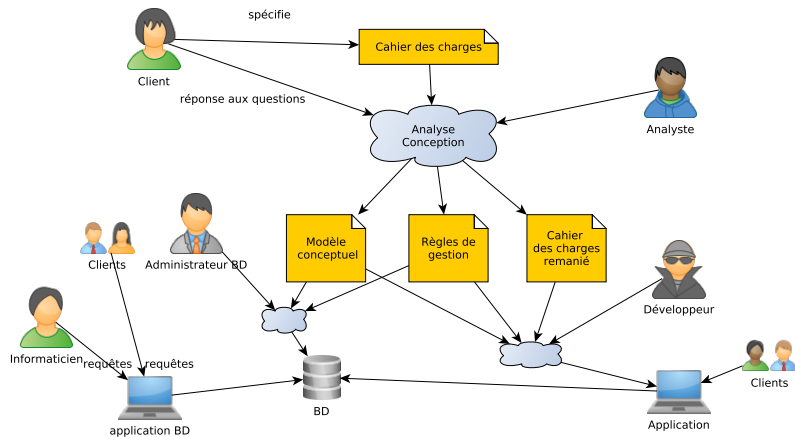 spécifie
Cahier des charges
Client
réponse aux questions
Analyse
Conception
Analyste
Clients
Administrateur BD
Modèle
conceptuel
Règles de
gestion
Cahier
des charges
remanié
Développeur
Informaticien
requêtes
requêtes
BD
application BD
Clients
Application